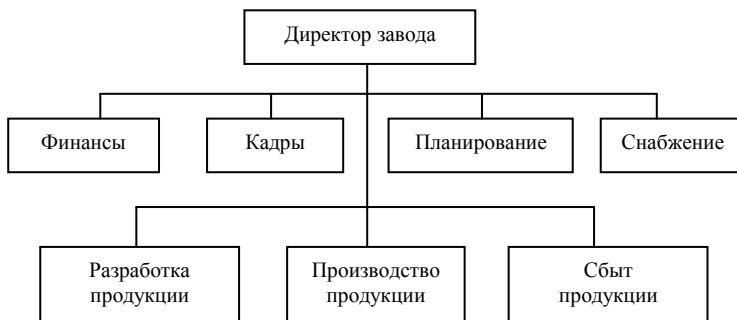 Директор завода
Финансы
Кадры
Планирование
Снабжение
Разработка
продукции
Производство
продукции
Сбыт
продукции